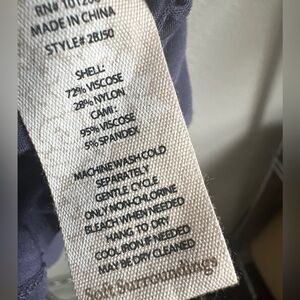 MADE IN CHINA
STYLE# 2BJ50
SHELL:
72% VISCOSE
28% NYLON
CAMI:
95% VISCOSE
5% SPANDEX
MACHINE WASH COLD
SEPARATELY
GENTLE CYCLE
ONLY NON-CHLORINE
BLEACH WHEN NEEDED
HANG TO DRY
COOL IRON IF NEEDED
MAY BE DRY CLEANED
Soft Surroundings